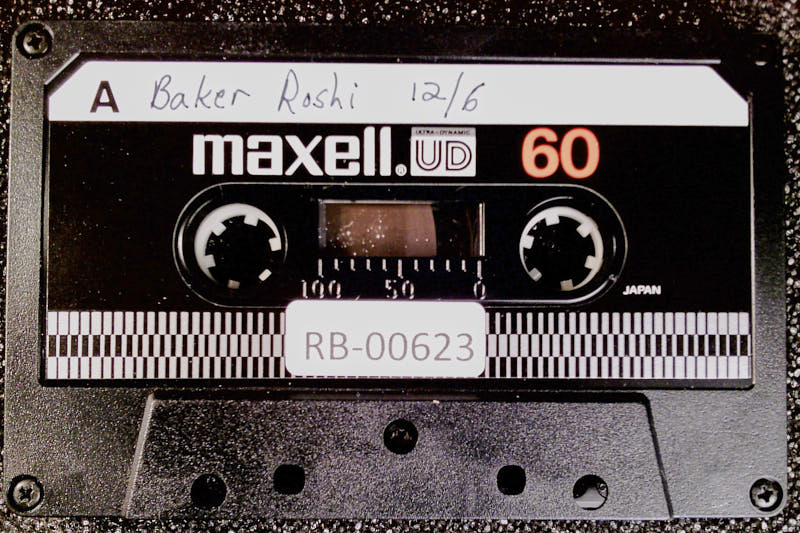 A Baker Roshi 12/6
maxell. ULTRA-DYNAMIC UD 60
100 50 0
JAPAN
RB-00623